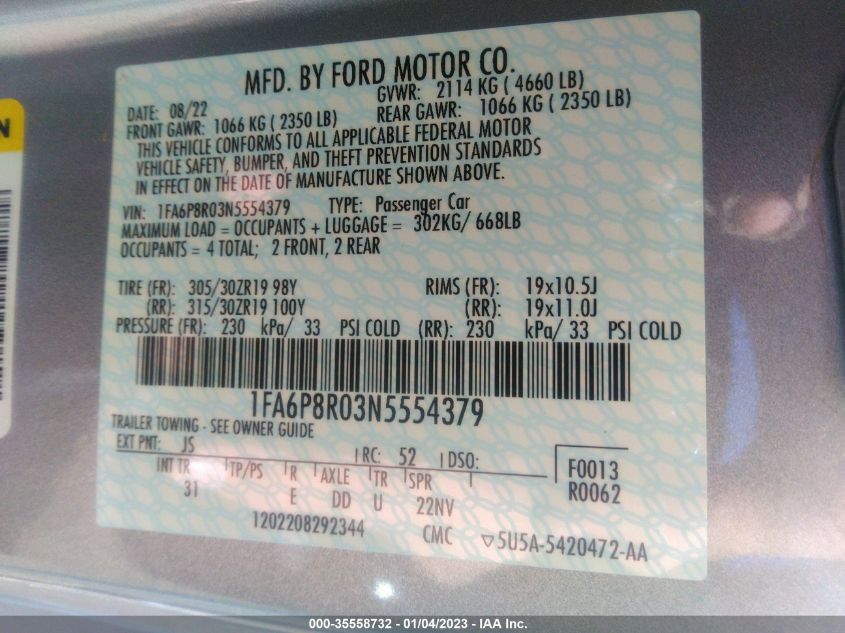 MFD. BY FORD MOTOR CO.
DATE: 08/22 GVWR: 2114 KG ( 4660 LB)
FRONT GAWR: 1066 KG ( 2350 LB) REAR GAWR: 1066 KG ( 2350 LB)
THIS VEHICLE CONFORMS TO ALL APPLICABLE FEDERAL MOTOR
VEHICLE SAFETY, BUMPER, AND THEFT PREVENTION STANDARDS
IN EFFECT ON THE DATE OF MANUFACTURE SHOWN ABOVE.
VIN: 1FA6P8R03N5554379 TYPE: Passenger Car
MAXIMUM LOAD = OCCUPANTS + LUGGAGE = 302KG/ 668LB
OCCUPANTS = 4 TOTAL; 2 FRONT, 2 REAR
TIRE (FR): 305/30ZR19 98Y RIMS (FR): 19x10.5J
(RR): 315/30ZR19 100Y (RR): 19x11.0J
PRESSURE (FR): 230 kPa/ 33 PSI COLD (RR): 230 kPa/ 33 PSI COLD
1FA6P8R03N5554379
TRAILER TOWING - SEE OWNER GUIDE
EXT PNT: JS RC: 52 DSO: F0013
INT TR TP/PS R AXLE TR SPR R0062
31 E DD U 22NV
1202208292344 CMC ▽5U5A-5420472-AA
N
000-35558732 - 01/04/2023 - IAA Inc.